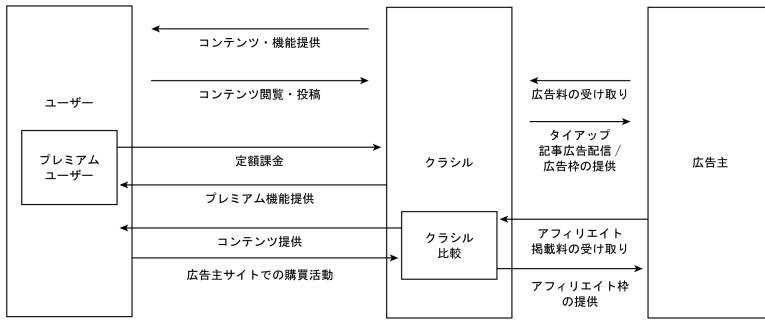 コンテンツ・機能提供
コンテンツ閲覧・投稿
ユーザー
プレミアム
ユーザー
定額課金
プレミアム機能提供
コンテンツ提供
広告主サイトでの購買活動
クラシル
クラシル
比較
広告料の受け取り
タイアップ
記事広告配信 /
広告枠の提供
アフィリエイト
掲載料の受け取り
アフィリエイト枠
の提供
広告主